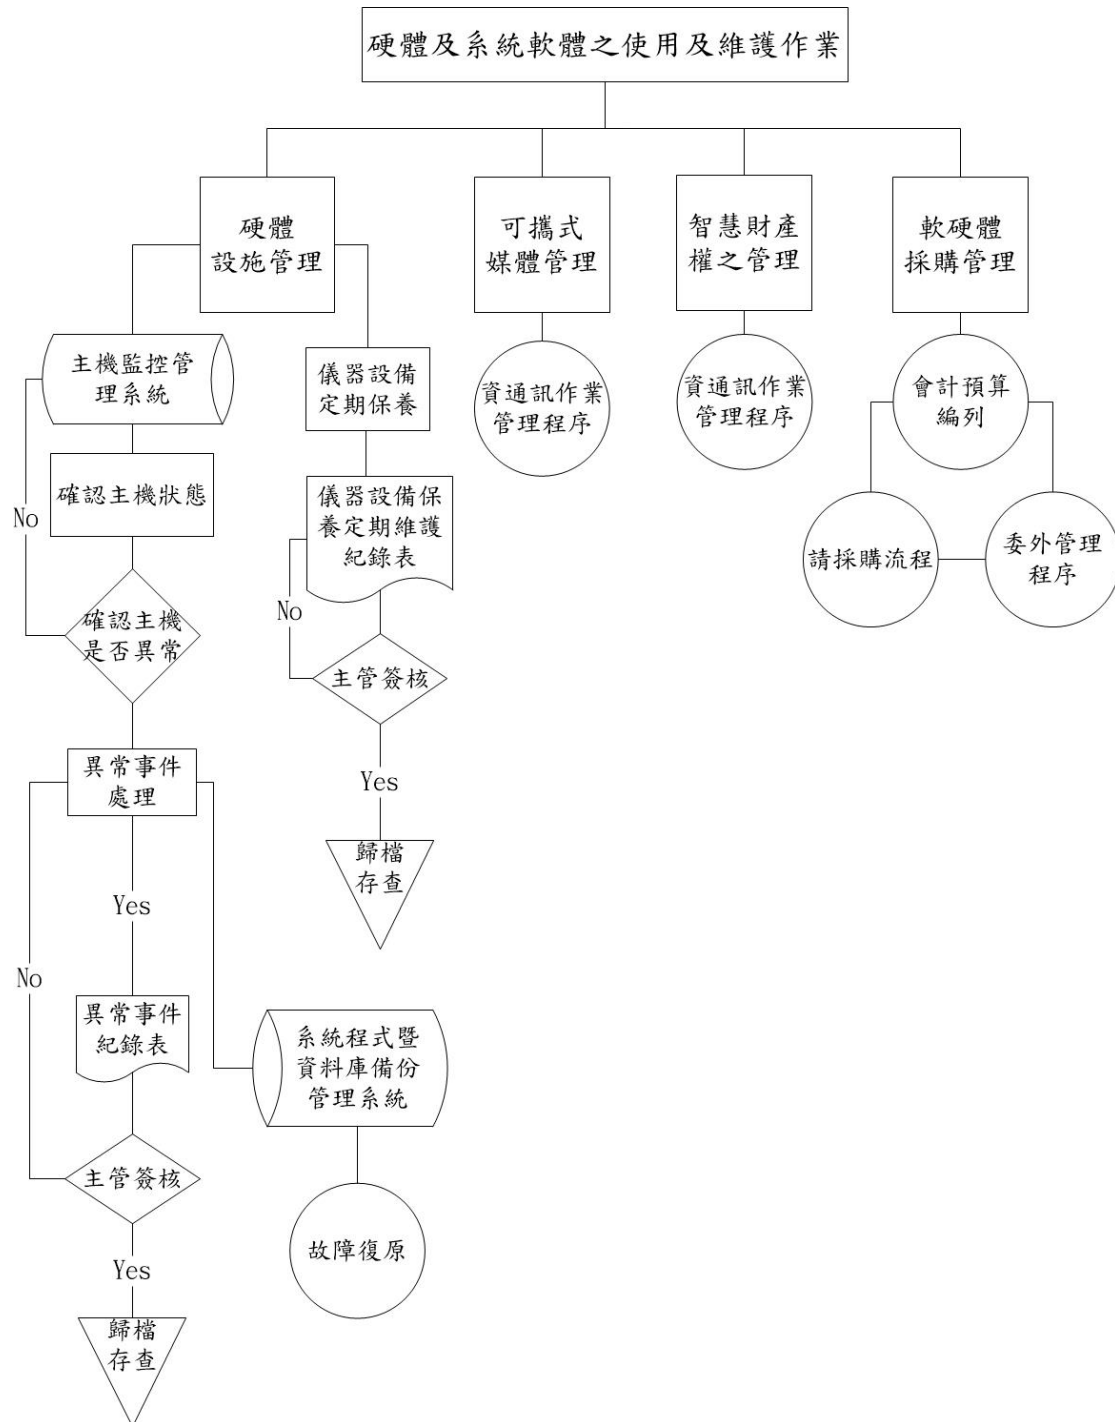 硬體及系統軟體之使用及維護作業
硬體
設施管理
可攜式
媒體管理
智慧財產
權之管理
軟硬體
採購管理
主機監控管
理系統
儀器設備
定期保養
資通訊作業
管理程序
資通訊作業
管理程序
會計預算
編列
確認主機狀態
No
儀器設備保
養定期維護
紀錄表
請採購流程
委外管理
程序
No
確認主機
是否異常
主管簽核
異常事件
處理
Yes
歸檔
存查
Yes
No
異常事件
紀錄表
系統程式暨
資料庫備份
管理系統
主管簽核
故障復原
Yes
歸檔
存查